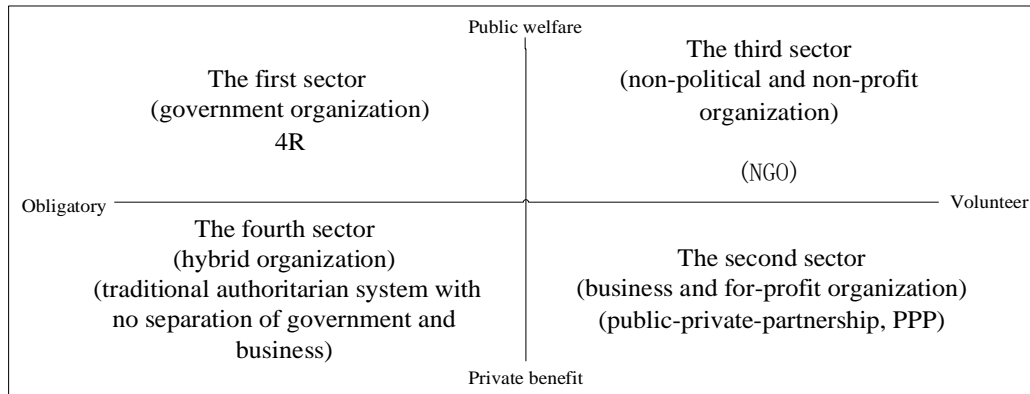 Public welfare
The first sector
(government organization)
4R
The third sector
(non-political and non-profit
organization)
(NGO)
Obligatory
Volunteer
The fourth sector
(hybrid organization)
(traditional authoritarian system with
no separation of government and
business)
The second sector
(business and for-profit organization)
(public-private-partnership, PPP)
Private benefit